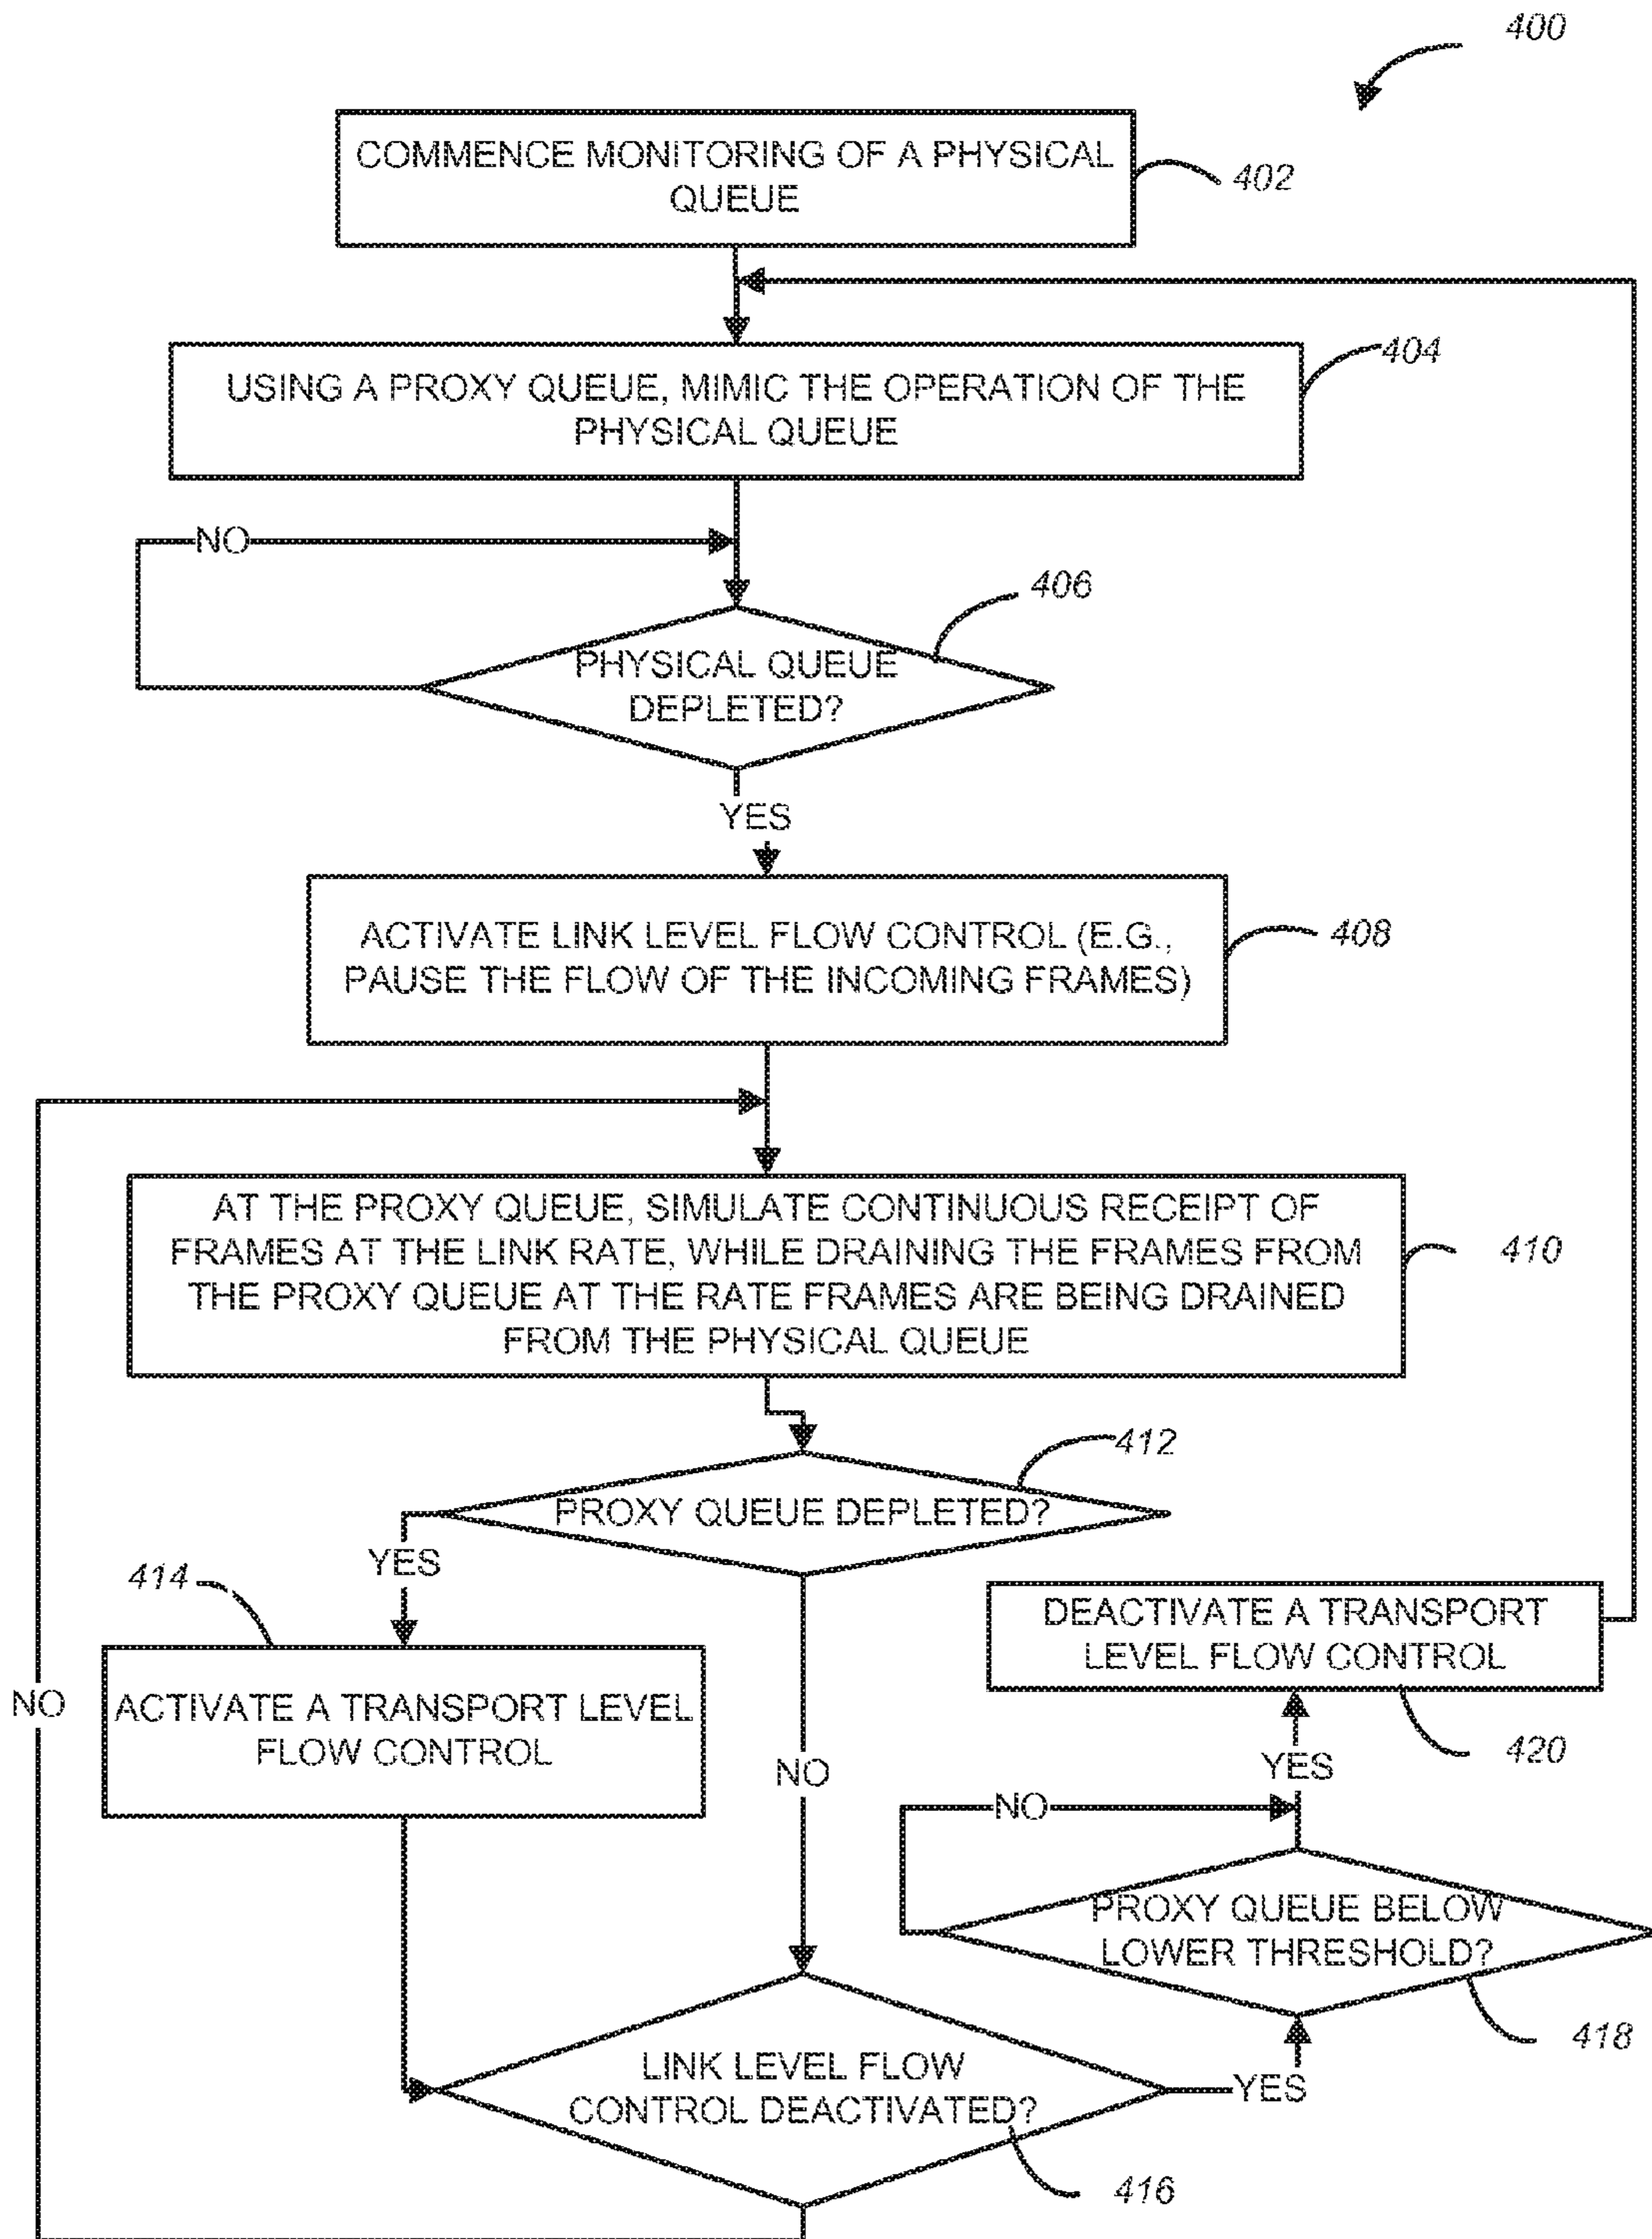 400
COMMENCE MONITORING OF A PHYSICAL
QUEUE
402
USING A PROXY QUEUE, MIMIC THE OPERATION OF THE
PHYSICAL QUEUE
404
NO
406
PHYSICAL QUEUE
DEPLETED?
YES
ACTIVATE LINK LEVEL FLOW CONTROL (E.G.,
PAUSE THE FLOW OF THE INCOMING FRAMES)
408
AT THE PROXY QUEUE, SIMULATE CONTINUOUS RECEIPT OF
FRAMES AT THE LINK RATE, WHILE DRAINING THE FRAMES FROM
THE PROXY QUEUE AT THE RATE FRAMES ARE BEING DRAINED
FROM THE PHYSICAL QUEUE
410
412
PROXY QUEUE DEPLETED?
YES
414
ACTIVATE A TRANSPORT LEVEL
FLOW CONTROL
NO
NO
DEACTIVATE A TRANSPORT
LEVEL FLOW CONTROL
420
YES
NO
PROXY QUEUE BELOW
LOWER THRESHOLD?
418
LINK LEVEL FLOW
CONTROL DEACTIVATED?
YES
416